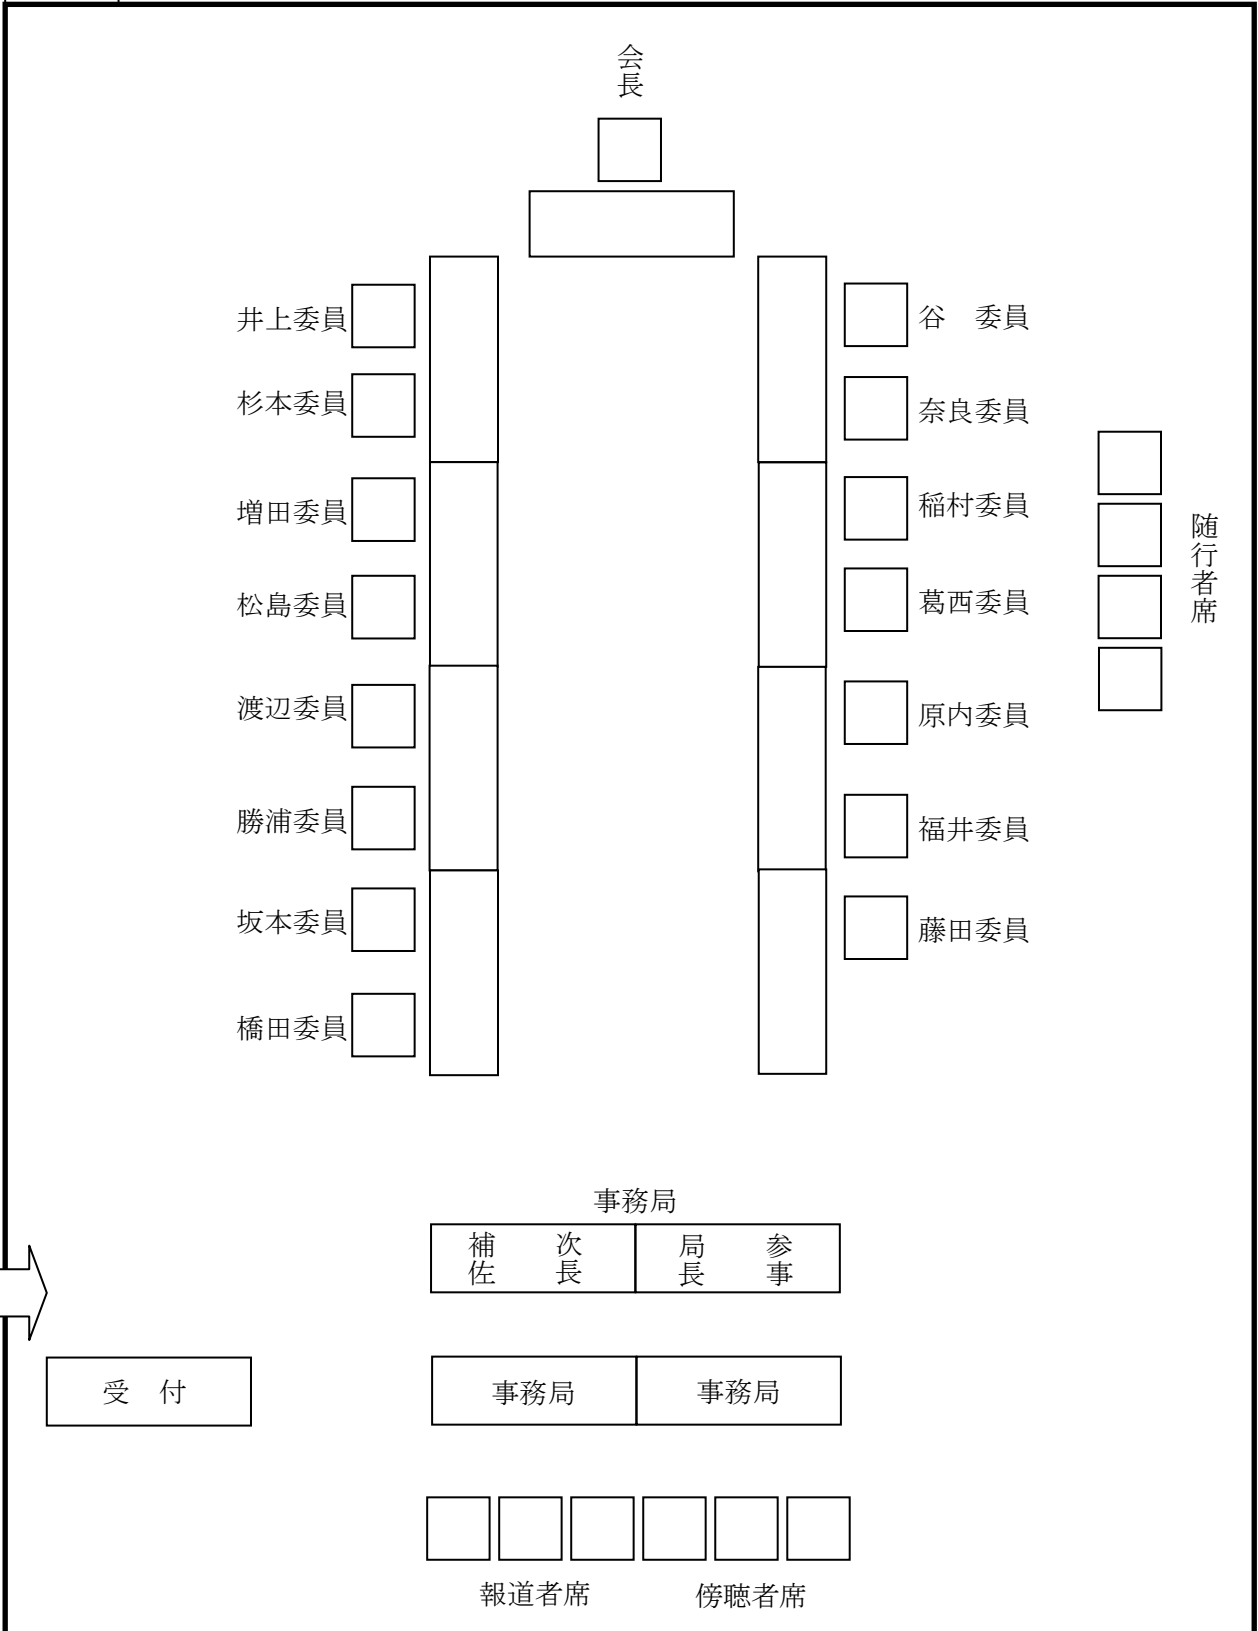 会長
井上委員
谷　委員
杉本委員
奈良委員
増田委員
稲村委員
松島委員
葛西委員
随行者席
渡辺委員
原内委員
勝浦委員
福井委員
坂本委員
藤田委員
橋田委員
事務局
補佐
次長
局長
参事
受　付
事務局
事務局
報道者席
傍聴者席